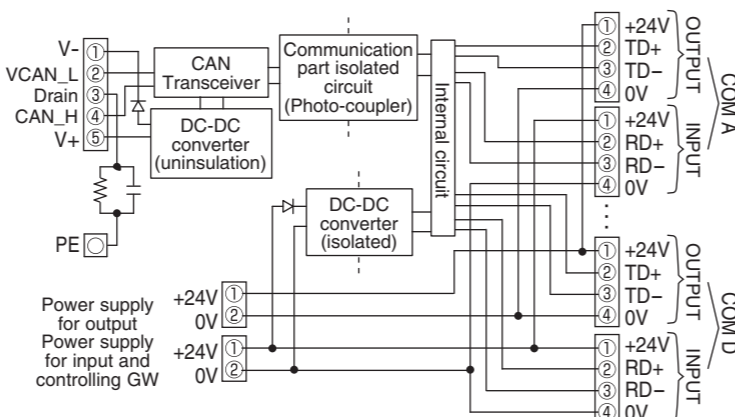 V-
VCAN_L
Drain
CAN_H
V+
①
②
③
④
⑤
CAN
Transceiver
DC-DC
converter
(uninsulation)
Communication
part isolated
circuit
(Photo-coupler)
Internal circuit
DC-DC
converter
(isolated)
PE
Power supply
for output
+24V ①
0V ②
Power supply
for input and
controlling GW
+24V ①
0V ②
① +24V
② TD+
③ TD−
④ 0V
OUTPUT
① +24V
② RD+
③ RD−
④ 0V
INPUT
COM A
① +24V
② TD+
③ TD−
④ 0V
OUTPUT
① +24V
② RD+
③ RD−
④ 0V
INPUT
COM D